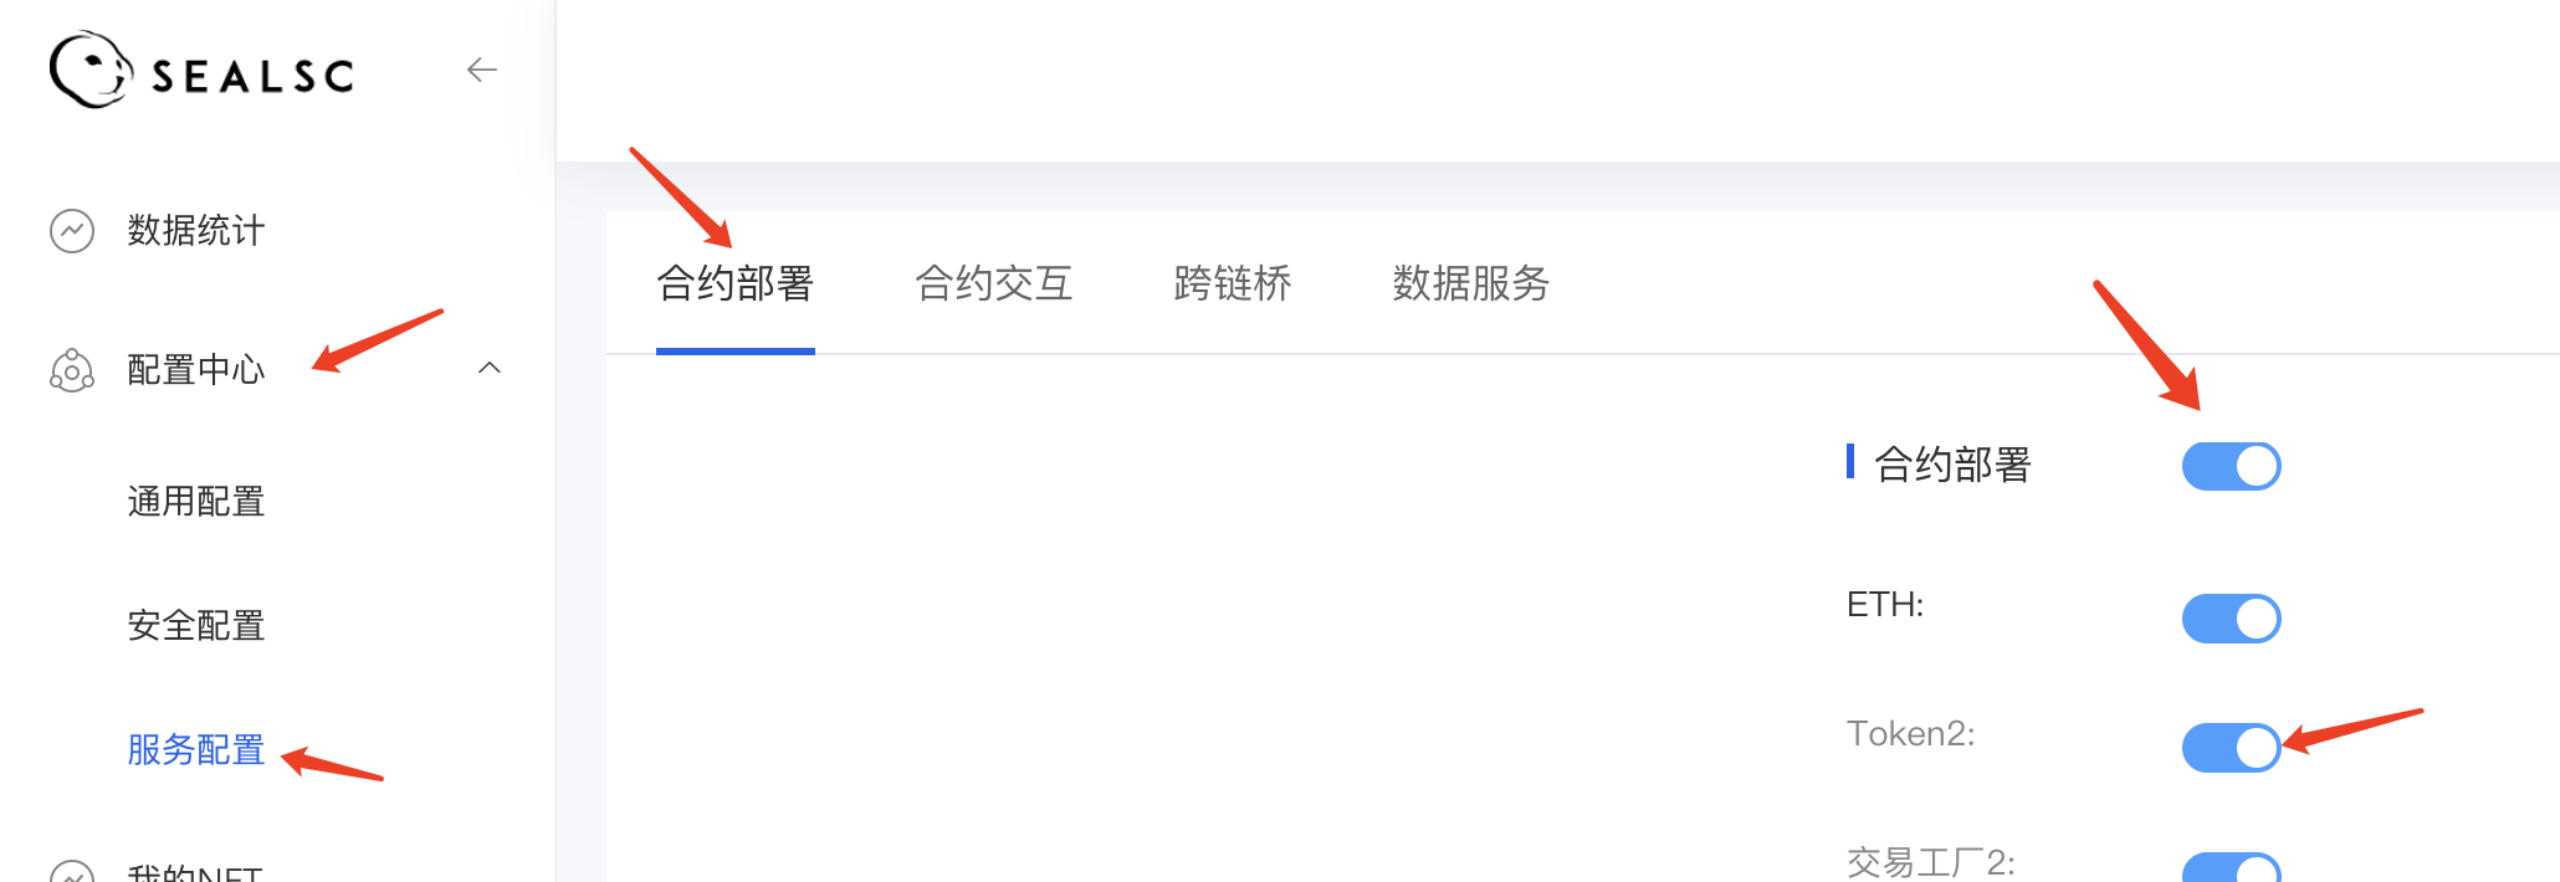 SEALSC
数据统计
配置中心
通用配置
安全配置
服务配置
我的NFT
合约部署 合约交互 跨链桥 数据服务
合约部署
ETH:
Token2:
交易工厂2: